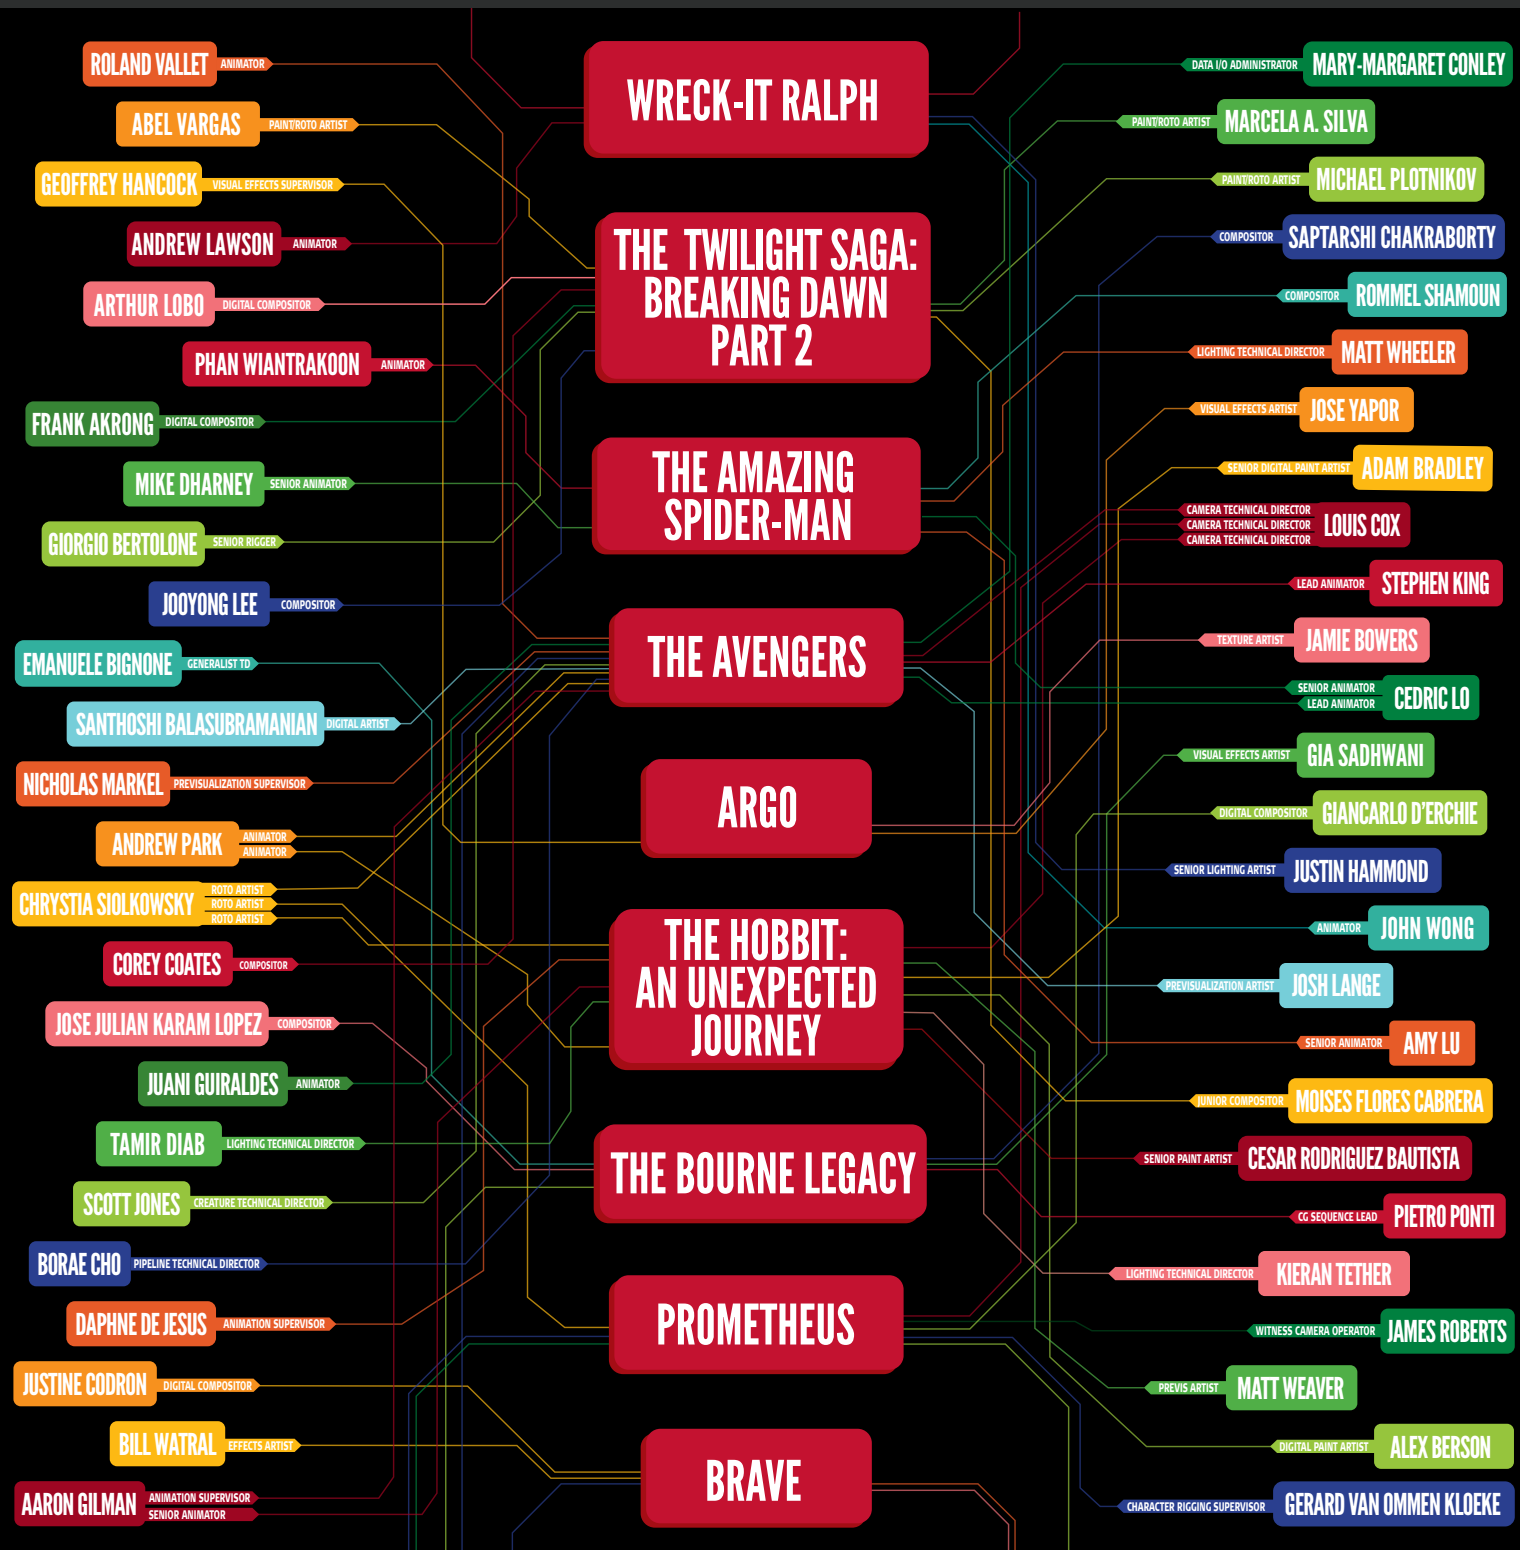 ROLAND VALLET
ANIMATOR
ABEL VARGAS
PAINT/ROTO ARTIST
GEOFFREY HANCOCK
VISUAL EFFECTS SUPERVISOR
ANDREW LAWSON
ANIMATOR
ARTHUR LOBO
DIGITAL COMPOSITOR
PHAN WIANTRAKOON
ANIMATOR
FRANK AKRONG
DIGITAL COMPOSITOR
MIKE DHARNEY
SENIOR ANIMATOR
GIORGIO BERTOLONE
SENIOR RIGGER
JOOYONG LEE
COMPOSITOR
EMANUELE BIGNONE
GENERALIST TD
SANTHOSHI BALASUBRAMANIAN
DIGITAL ARTIST
NICHOLAS MARKEL
PREVISUALIZATION SUPERVISOR
ANDREW PARK
ANIMATOR
ANIMATOR
CHRYSTIA SIOLKOWSKY
ROTO ARTIST
ROTO ARTIST
ROTO ARTIST
COREY COATES
COMPOSITOR
JOSE JULIAN KARAM LOPEZ
COMPOSITOR
JUANI GUIRALDES
ANIMATOR
TAMIR DIAB
LIGHTING TECHNICAL DIRECTOR
SCOTT JONES
CREATURE TECHNICAL DIRECTOR
BORAE CHO
PIPELINE TECHNICAL DIRECTOR
DAPHNE DE JESUS
ANIMATION SUPERVISOR
JUSTINE CODRON
DIGITAL COMPOSITOR
BILL WATRAL
EFFECTS ARTIST
AARON GILMAN
ANIMATION SUPERVISOR
SENIOR ANIMATOR
WRECK-IT RALPH
THE TWILIGHT SAGA:
BREAKING DAWN
PART 2
THE AMAZING
SPIDER-MAN
THE AVENGERS
ARGO
THE HOBBIT:
AN UNEXPECTED
JOURNEY
THE BOURNE LEGACY
PROMETHEUS
BRAVE
DATA I/O ADMINISTRATOR
MARY-MARGARET CONLEY
PAINT/ROTO ARTIST
MARCELA A. SILVA
PAINT/ROTO ARTIST
MICHAEL PLOTNIKOV
COMPOSITOR
SAPTARSHI CHAKRABORTY
COMPOSITOR
ROMMEL SHAMOUN
LIGHTING TECHNICAL DIRECTOR
MATT WHEELER
VISUAL EFFECTS ARTIST
JOSE YAPOR
SENIOR DIGITAL PAINT ARTIST
ADAM BRADLEY
CAMERA TECHNICAL DIRECTOR
CAMERA TECHNICAL DIRECTOR
CAMERA TECHNICAL DIRECTOR
LOUIS COX
LEAD ANIMATOR
STEPHEN KING
TEXTURE ARTIST
JAMIE BOWERS
SENIOR ANIMATOR
LEAD ANIMATOR
CEDRIC LO
VISUAL EFFECTS ARTIST
GIA SADHWANI
DIGITAL COMPOSITOR
GIANCARLO D'ERCHIE
SENIOR LIGHTING ARTIST
JUSTIN HAMMOND
ANIMATOR
JOHN WONG
PREVISUALIZATION ARTIST
JOSH LANGE
SENIOR ANIMATOR
AMY LU
JUNIOR COMPOSITOR
MOISES FLORES CABRERA
SENIOR PAINT ARTIST
CESAR RODRIGUEZ BAUTISTA
CG SEQUENCE LEAD
PIETRO PONTI
LIGHTING TECHNICAL DIRECTOR
KIERAN TETHER
WITNESS CAMERA OPERATOR
JAMES ROBERTS
PREVIS ARTIST
MATT WEAVER
DIGITAL PAINT ARTIST
ALEX BERSON
CHARACTER RIGGING SUPERVISOR
GERARD VAN OMMEN KLOEKE